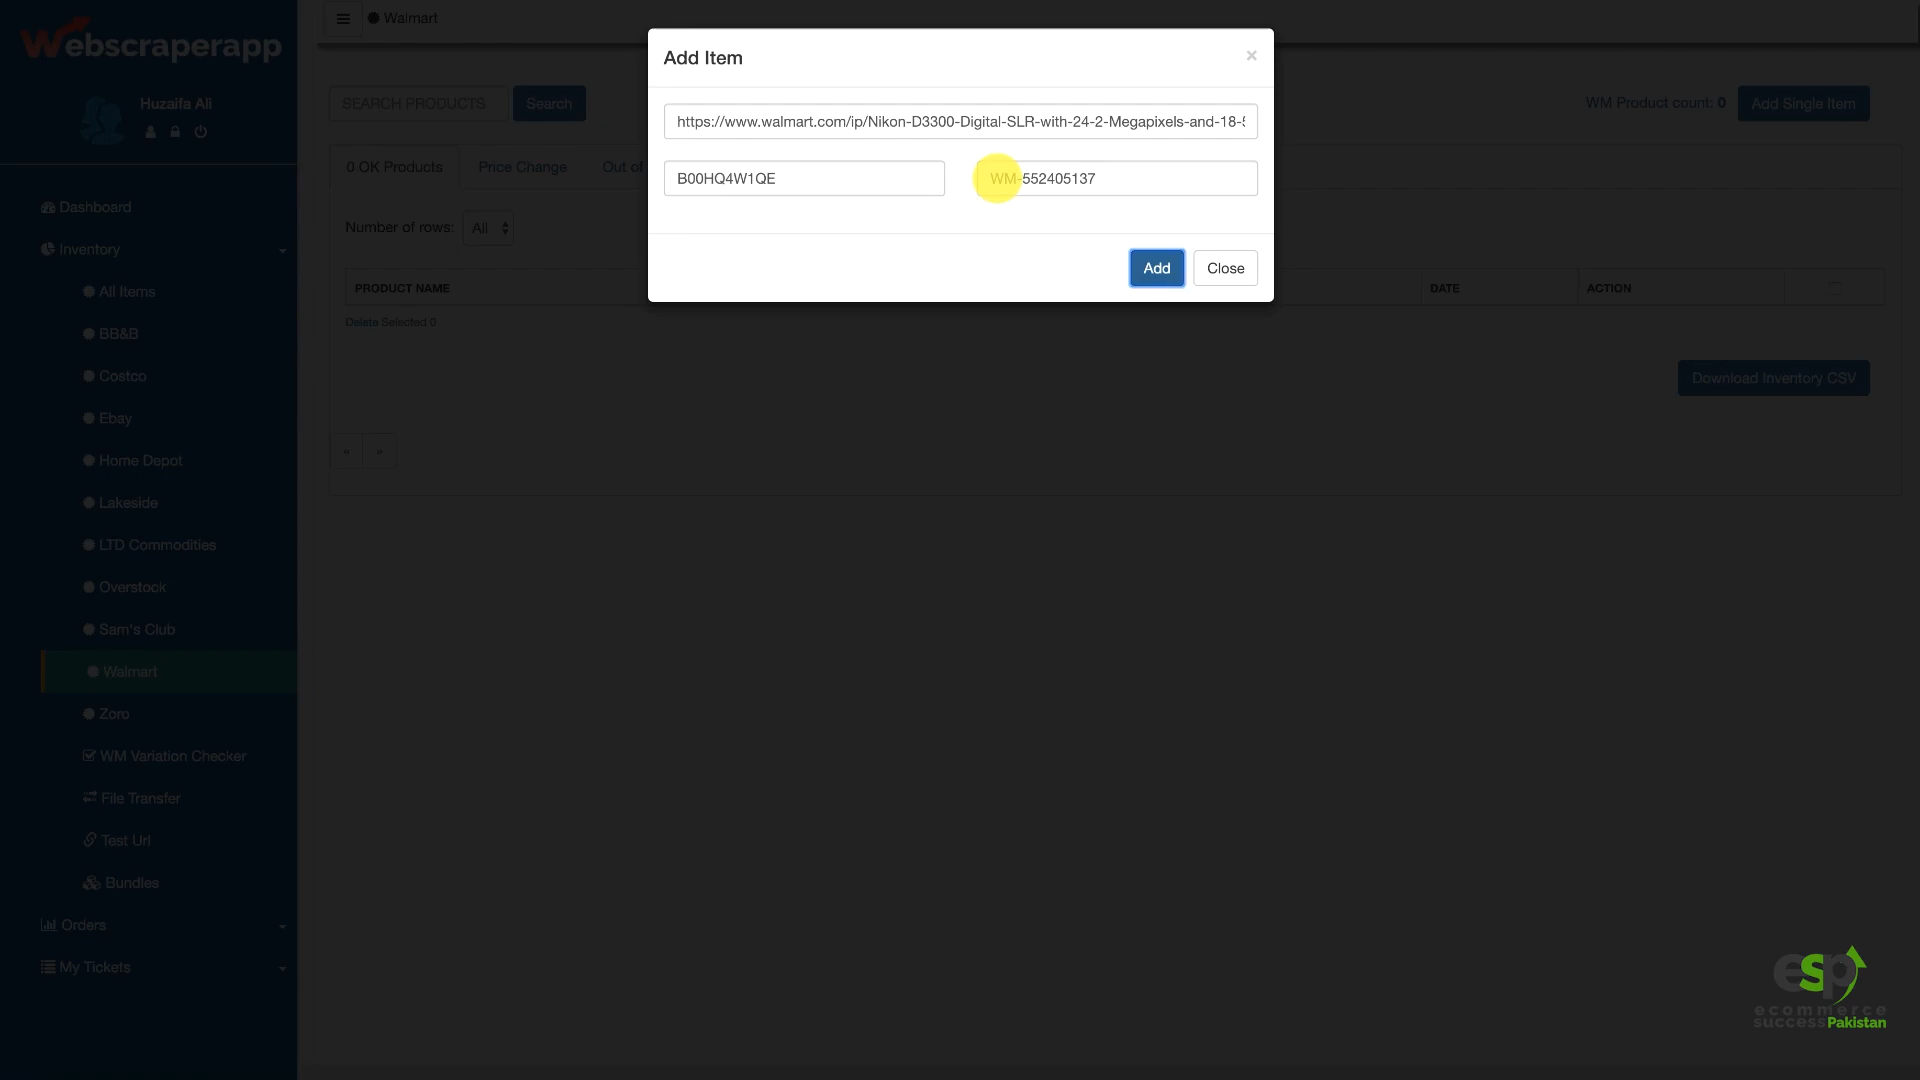 Webscraperapp
Huzaifa Ali
Dashboard
Inventory
All Items
BB&B
Costco
Ebay
Home Depot
Lakeside
LTD Commodities
Overstock
Sam's Club
Walmart
Zoro
WM Variation Checker
File Transfer
Test Url
Bundles
Orders
My Tickets
Walmart
SEARCH PRODUCTS
Search
WM Product count: 0
Add Single Item
0 OK Products
Price Change
Out of
Number of rows: All
PRODUCT NAME
DATE
ACTION
Delete Selected 0
Download Inventory CSV
«
»
Add Item
×
https://www.walmart.com/ip/Nikon-D3300-Digital-SLR-with-24-2-Megapixels-and-18-5
B00HQ4W1QE
WM-552405137
Add
Close
esp
ecommerce
successPakistan